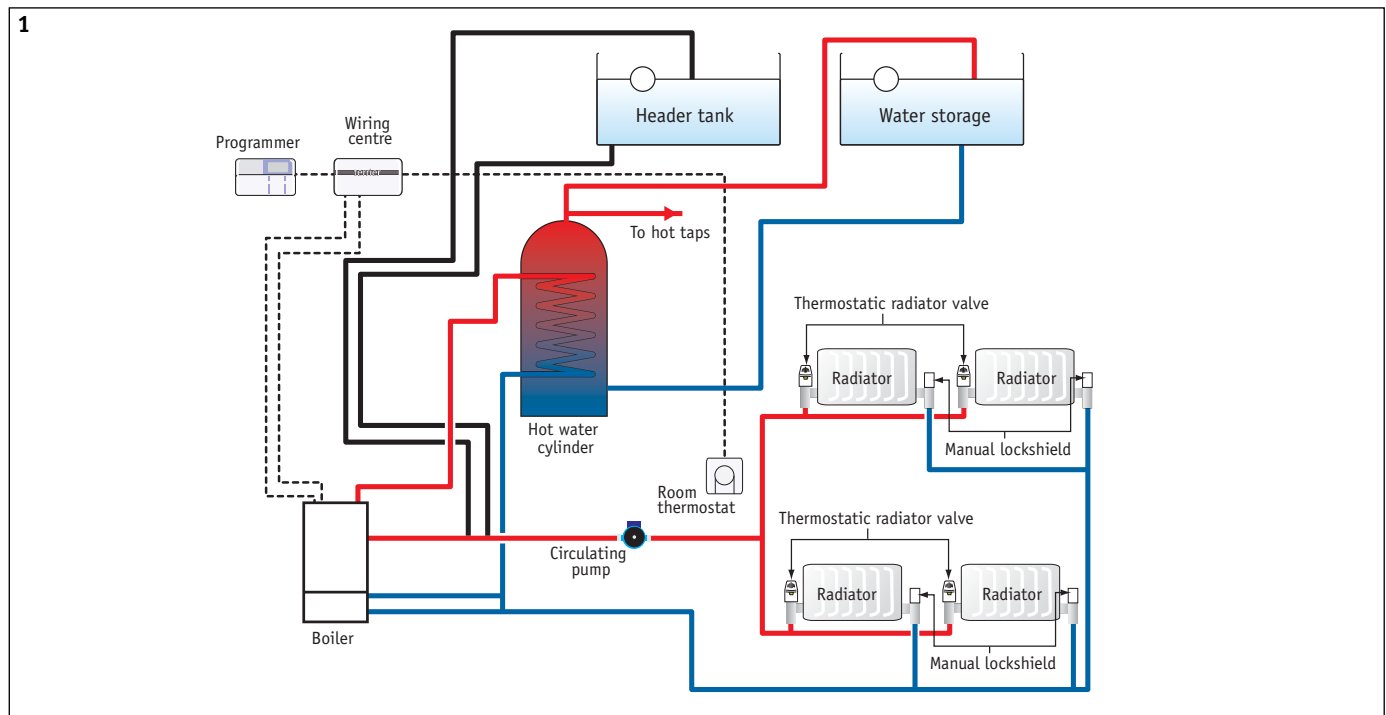 1
Header tank
Water storage
Programmer
Wiring
centre
terrier
To hot taps
Hot water
cylinder
Thermostatic radiator valve
Radiator
Radiator
Manual lockshield
Room
thermostat
Thermostatic radiator valve
Circulating
pump
Radiator
Radiator
Manual lockshield
Boiler